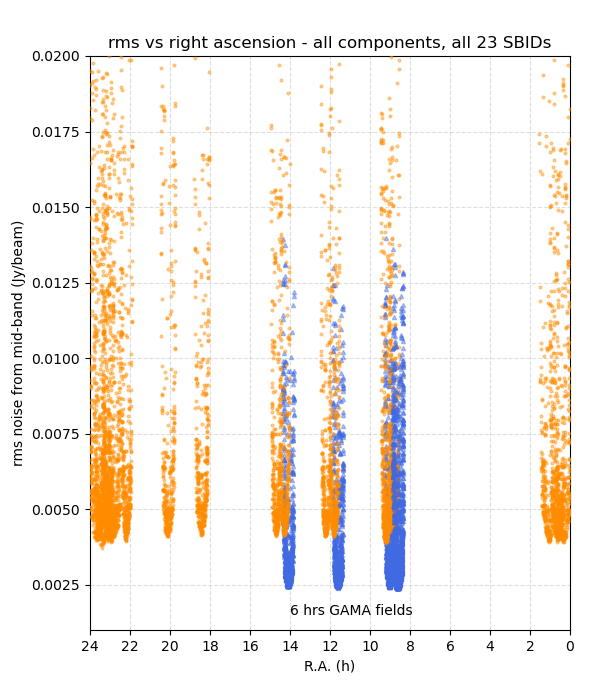 rms vs right ascension - all components, all 23 SBIDs
rms noise from mid-band (Jy/beam)
0.0200
0.0175
0.0150
0.0125
0.0100
0.0075
0.0050
0.0025
6 hrs GAMA fields
24 22 20 18 16 14 12 10 8 6 4 2 0
R.A. (h)